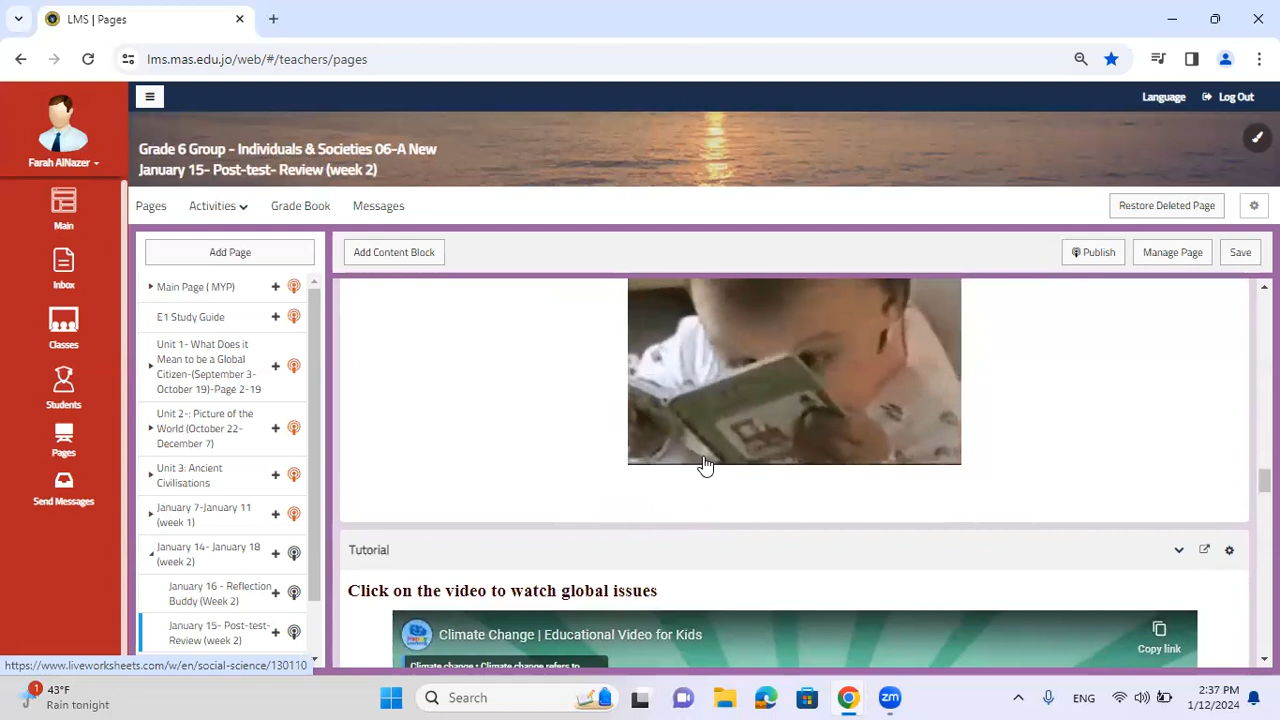 LMS | Pages
lms.mas.edu.jo/web/#/teachers/pages
Language
Log Out
Farah AlNazer
Grade 6 Group - Individuals & Societies 06-A New
January 15- Post-test- Review (week 2)
Pages
Activities
Grade Book
Messages
Restore Deleted Page
Main
Inbox
Classes
Students
Pages
Send Messages
Add Page
Add Content Block
Publish
Manage Page
Save
Main Page ( MYP)
E1 Study Guide
Unit 1- What Does it
Mean to be a Global
Citizen-(September 3-
October 19)-Page 2-19
Unit 2-: Picture of the
World (October 22-
December 7)
Unit 3: Ancient
Civilisations
January 7-January 11
(week 1)
January 14- January 18
(week 2)
January 16 - Reflection
Buddy (Week 2)
January 15- Post-test-
Review (week 2)
Tutorial
Click on the video to watch global issues
Climate Change | Educational Video for Kids
Copy link
Climate change : Climate change refers to
https://www.liveworksheets.com/w/en/social-science/130110
1
43°F
Rain tonight
Search
ENG
2:37 PM
1/12/2024